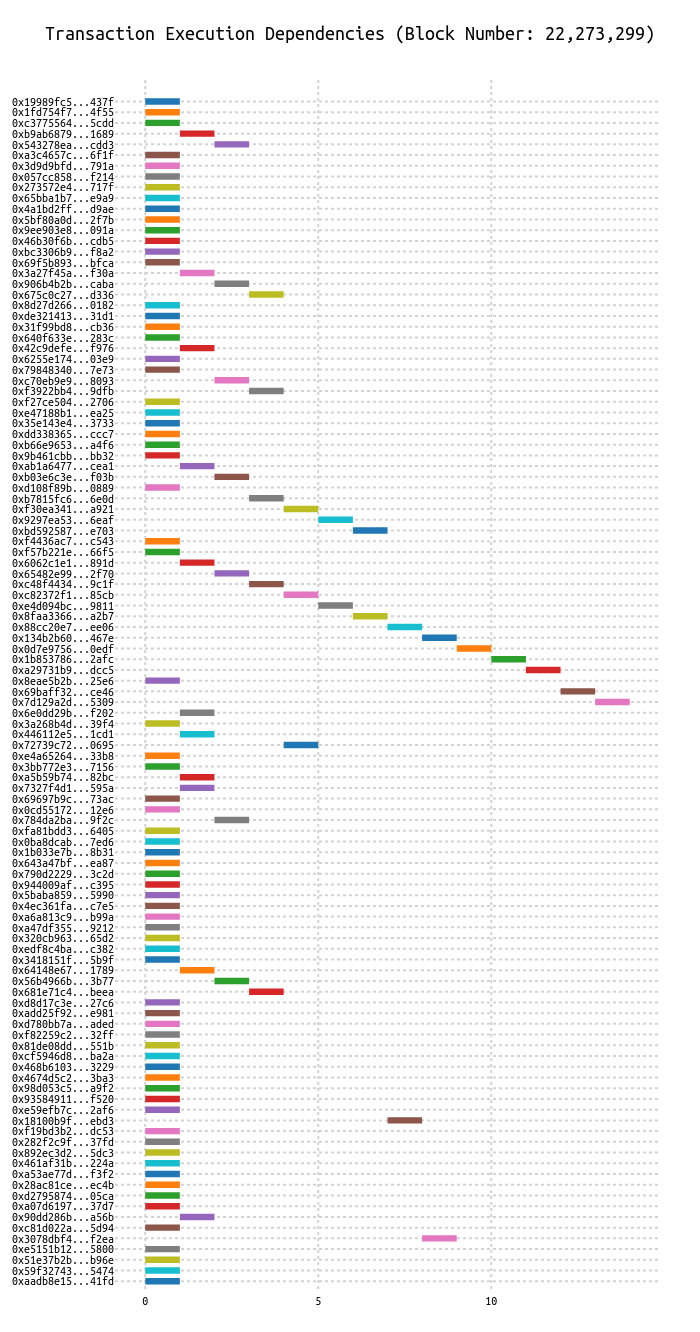 Transaction Execution Dependencies (Block Number: 22,273,299)
0x19989fc5...437f
0x1fd754f7...4f55
0xc3775564...5cdd
0xb9ab6879...1689
0x543278ea...cdd3
0xa3c4657c...6f1f
0x3d9d9bfd...791a
0x057cc858...f214
0x273572e4...717f
0x65bba1b7...e9a9
0x4a1bd2ff...d9ae
0x5bf80a0d...2f7b
0x9ee903e8...091a
0x46b30f6b...cdb5
0xbc3306b9...f8a2
0x69f5b893...bfca
0x3a27f45a...f30a
0x906b4b2b...caba
0x675c0c27...d336
0x8d27d266...0182
0xde321413...31d1
0x31f99bd8...cb36
0x640f633e...283c
0x42c9defe...f976
0x6255e174...03e9
0x79848340...7e73
0xc70eb9e9...8093
0xf3922bb4...9dfb
0xf27ce504...2706
0xe47188b1...ea25
0x35e143e4...3733
0xdd338365...ccc7
0xb66e9653...a4f6
0x9b461cbb...bb32
0xab1a6477...cea1
0xb03e6c3e...f03b
0xd108f89b...0889
0xb7815fc6...6e0d
0xf30ea341...a921
0x9297ea53...6eaf
0xbd592587...e703
0xf4436ac7...c543
0xf57b221e...66f5
0x6062c1e1...891d
0x65482e99...2f70
0xc48f4434...9c1f
0xc82372f1...85cb
0xe4d094bc...9811
0x8faa3366...a2b7
0x88cc20e7...ee06
0x134b2b60...467e
0x0d7e9756...0edf
0x1b853786...2afc
0xa29731b9...dcc5
0x8eae5b2b...25e6
0x69baff32...ce46
0x7d129a2d...5309
0x6e0dd29b...f202
0x3a268b4d...39f4
0x446112e5...1cd1
0x72739c72...0695
0xe4a65264...33b8
0x3bb772e3...7156
0xa5b59b74...82bc
0x7327f4d1...595a
0x69697b9c...73ac
0x0cd55172...12e6
0x784da2ba...9f2c
0xfa81bdd3...6405
0x0ba8dcab...7ed6
0x1b033e7b...8b31
0x643a47bf...ea87
0x790d2229...3c2d
0x944009af...c395
0x5baba859...5990
0x4ec361fa...c7e5
0xa6a813c9...b99a
0xa47df355...9212
0x320cb963...65d2
0xedf8c4ba...c382
0x3418151f...5b9f
0x64148e67...1789
0x56b4966b...3b77
0x681e71c4...beea
0xd8d17c3e...27c6
0xadd25f92...e981
0xd780bb7a...aded
0xf82259c2...32ff
0x81de08dd...551b
0xcf5946d8...ba2a
0x468b6103...3229
0x4674d5c2...3ba3
0x98d053c5...a9f2
0x93584911...f520
0xe59efb7c...2af6
0x18100b9f...ebd3
0xf19bd3b2...dc53
0x282f2c9f...37fd
0x892ec3d2...5dc3
0x461af31b...224a
0xa53ae77d...f3f2
0x28ac81ce...ec4b
0xd2795874...05ca
0xa07d6197...37d7
0x90dd286b...a56b
0xc81d022a...5d94
0x3078dbf4...f2ea
0xe5151b12...5800
0x51e37b2b...b96e
0x59f32743...5474
0xaadb8e15...41fd
0 5 10